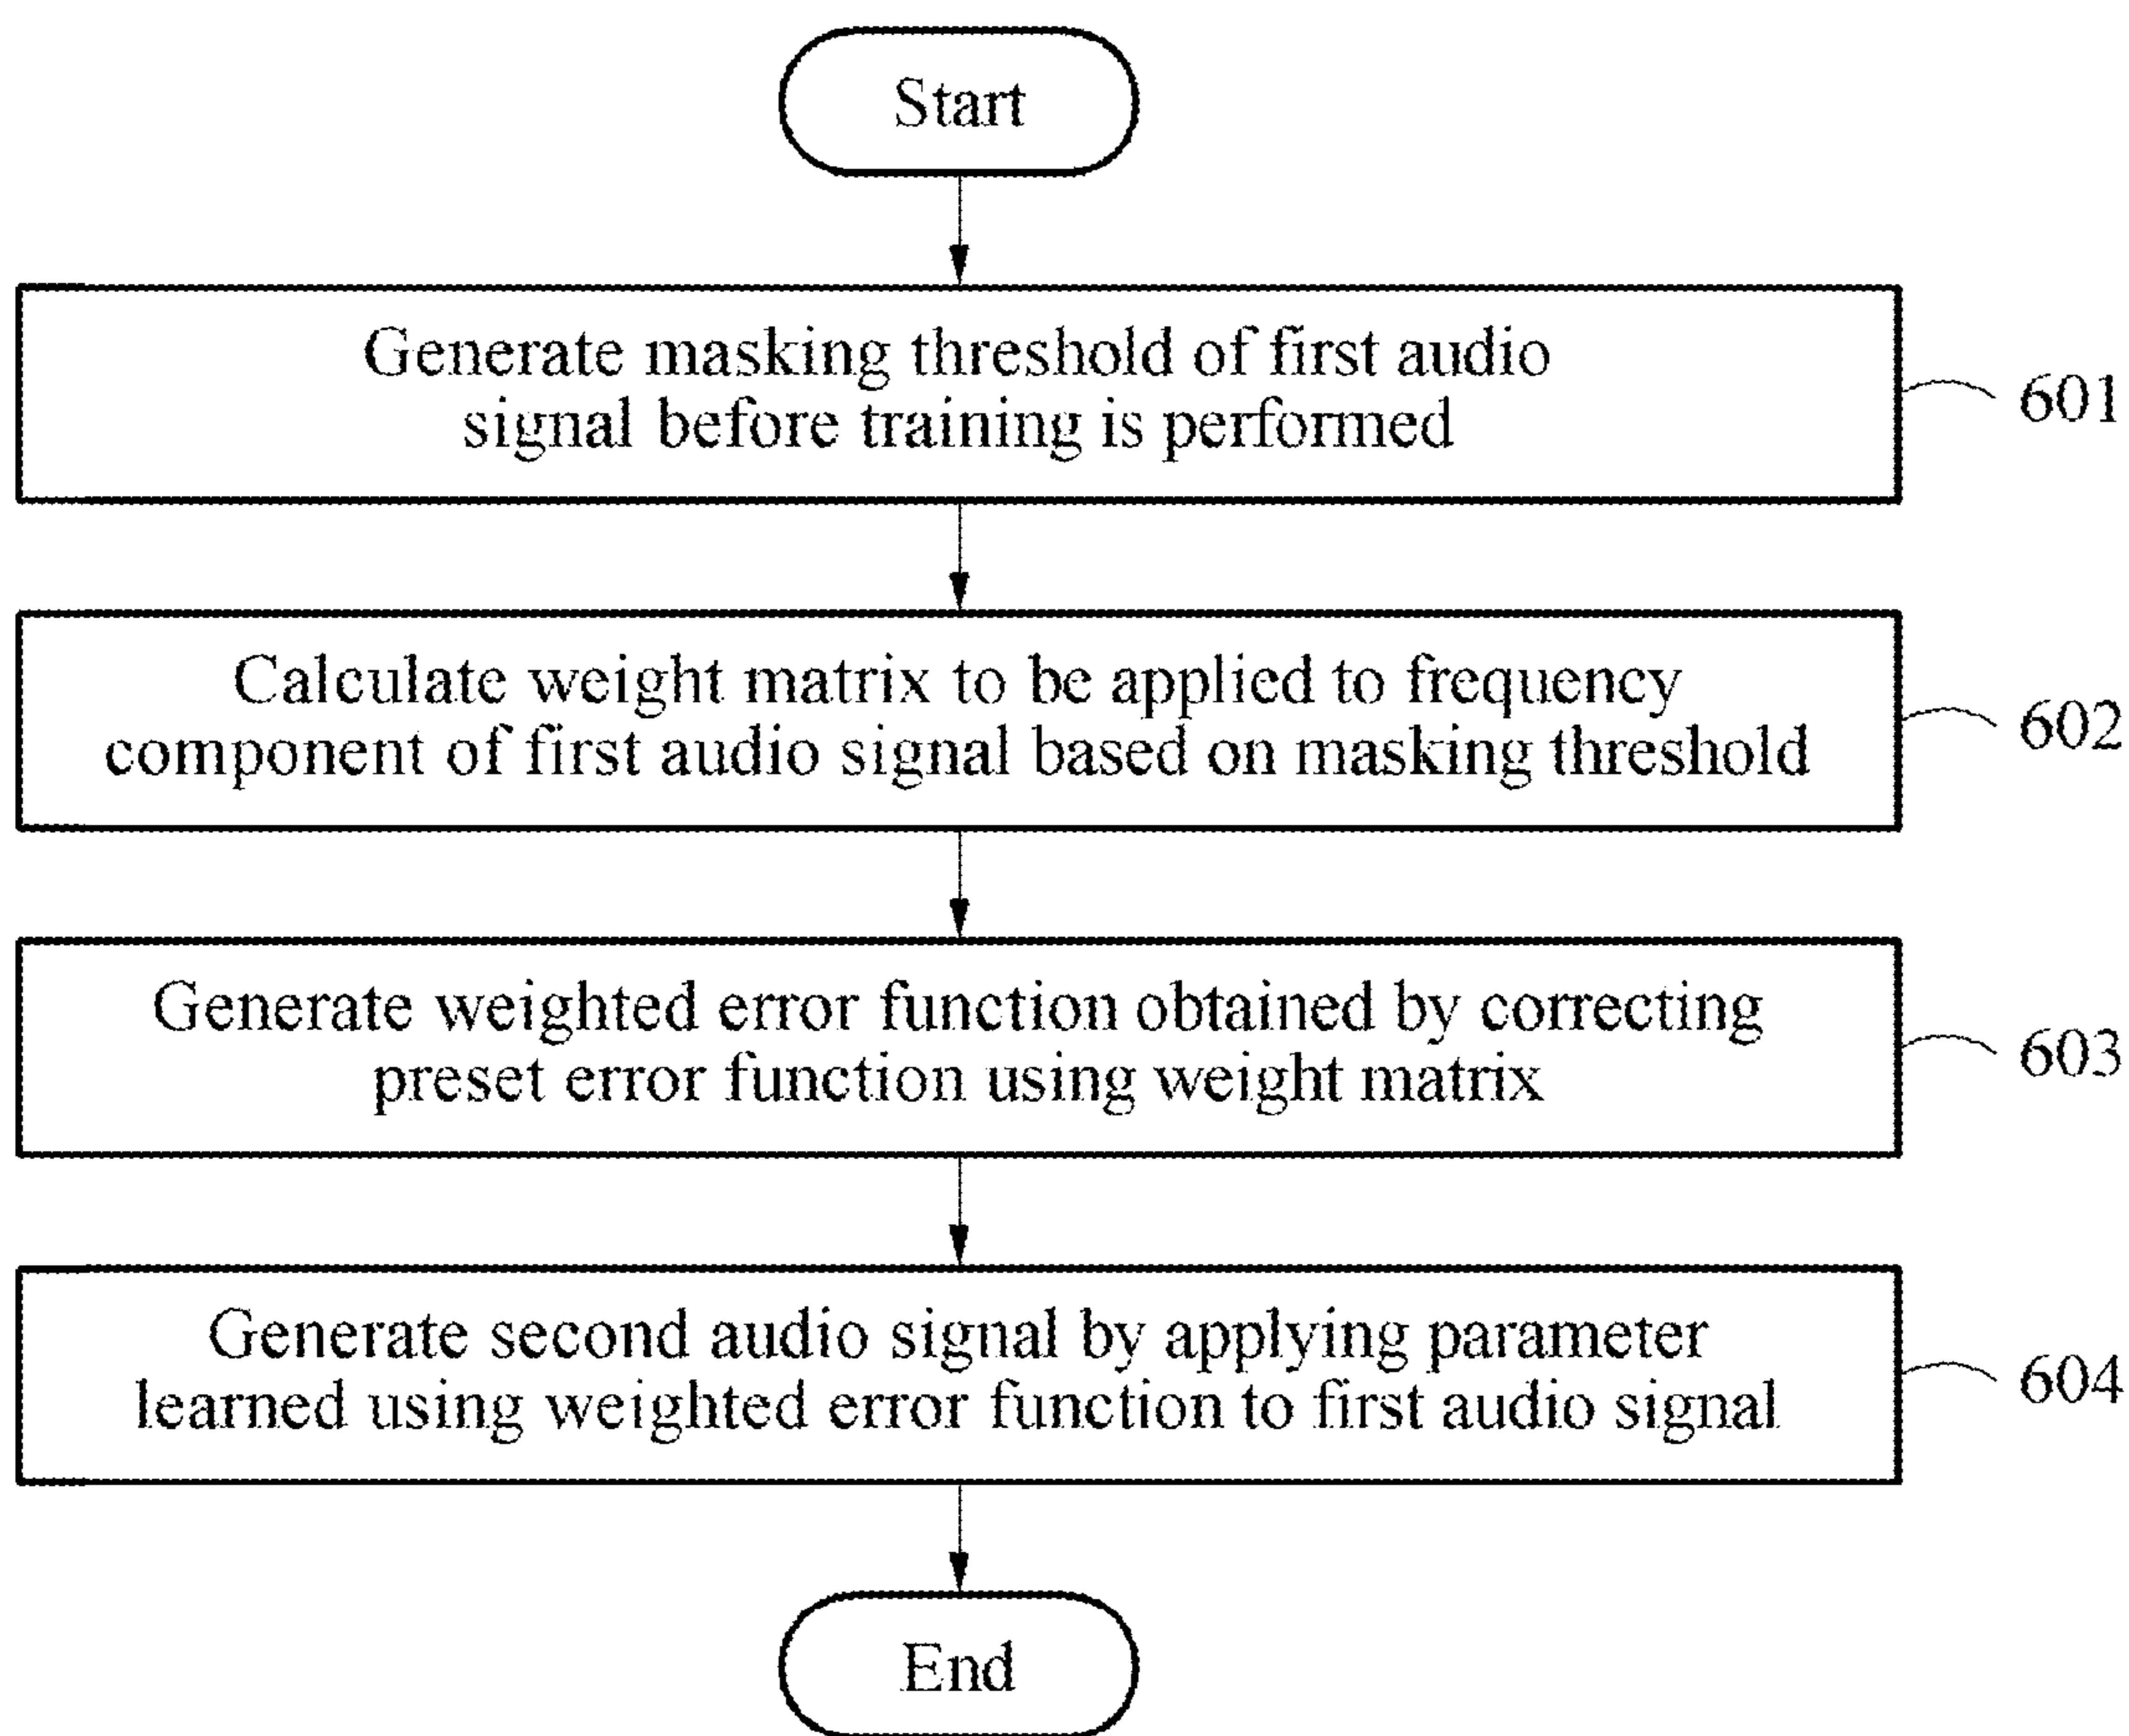 Start
Generate masking threshold of first audio
signal before training is performed
601
Calculate weight matrix to be applied to frequency
component of first audio signal based on masking threshold
602
Generate weighted error function obtained by correcting
preset error function using weight matrix
603
Generate second audio signal by applying parameter
learned using weighted error function to first audio signal
604
End